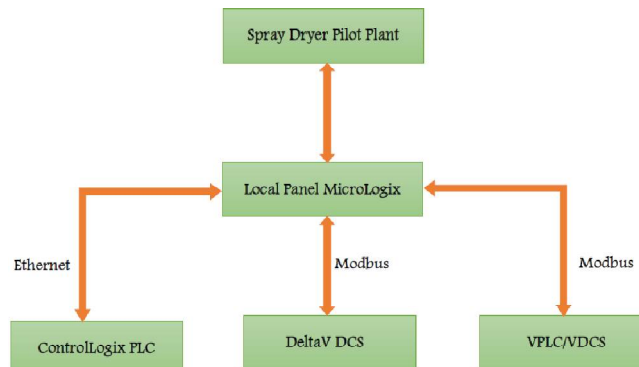 Spray Dryer Pilot Plant
Local Panel MicroLogix
Ethernet
Modbus
Modbus
ControlLogix PLC
DeltaV DCS
VPLC/VDCS